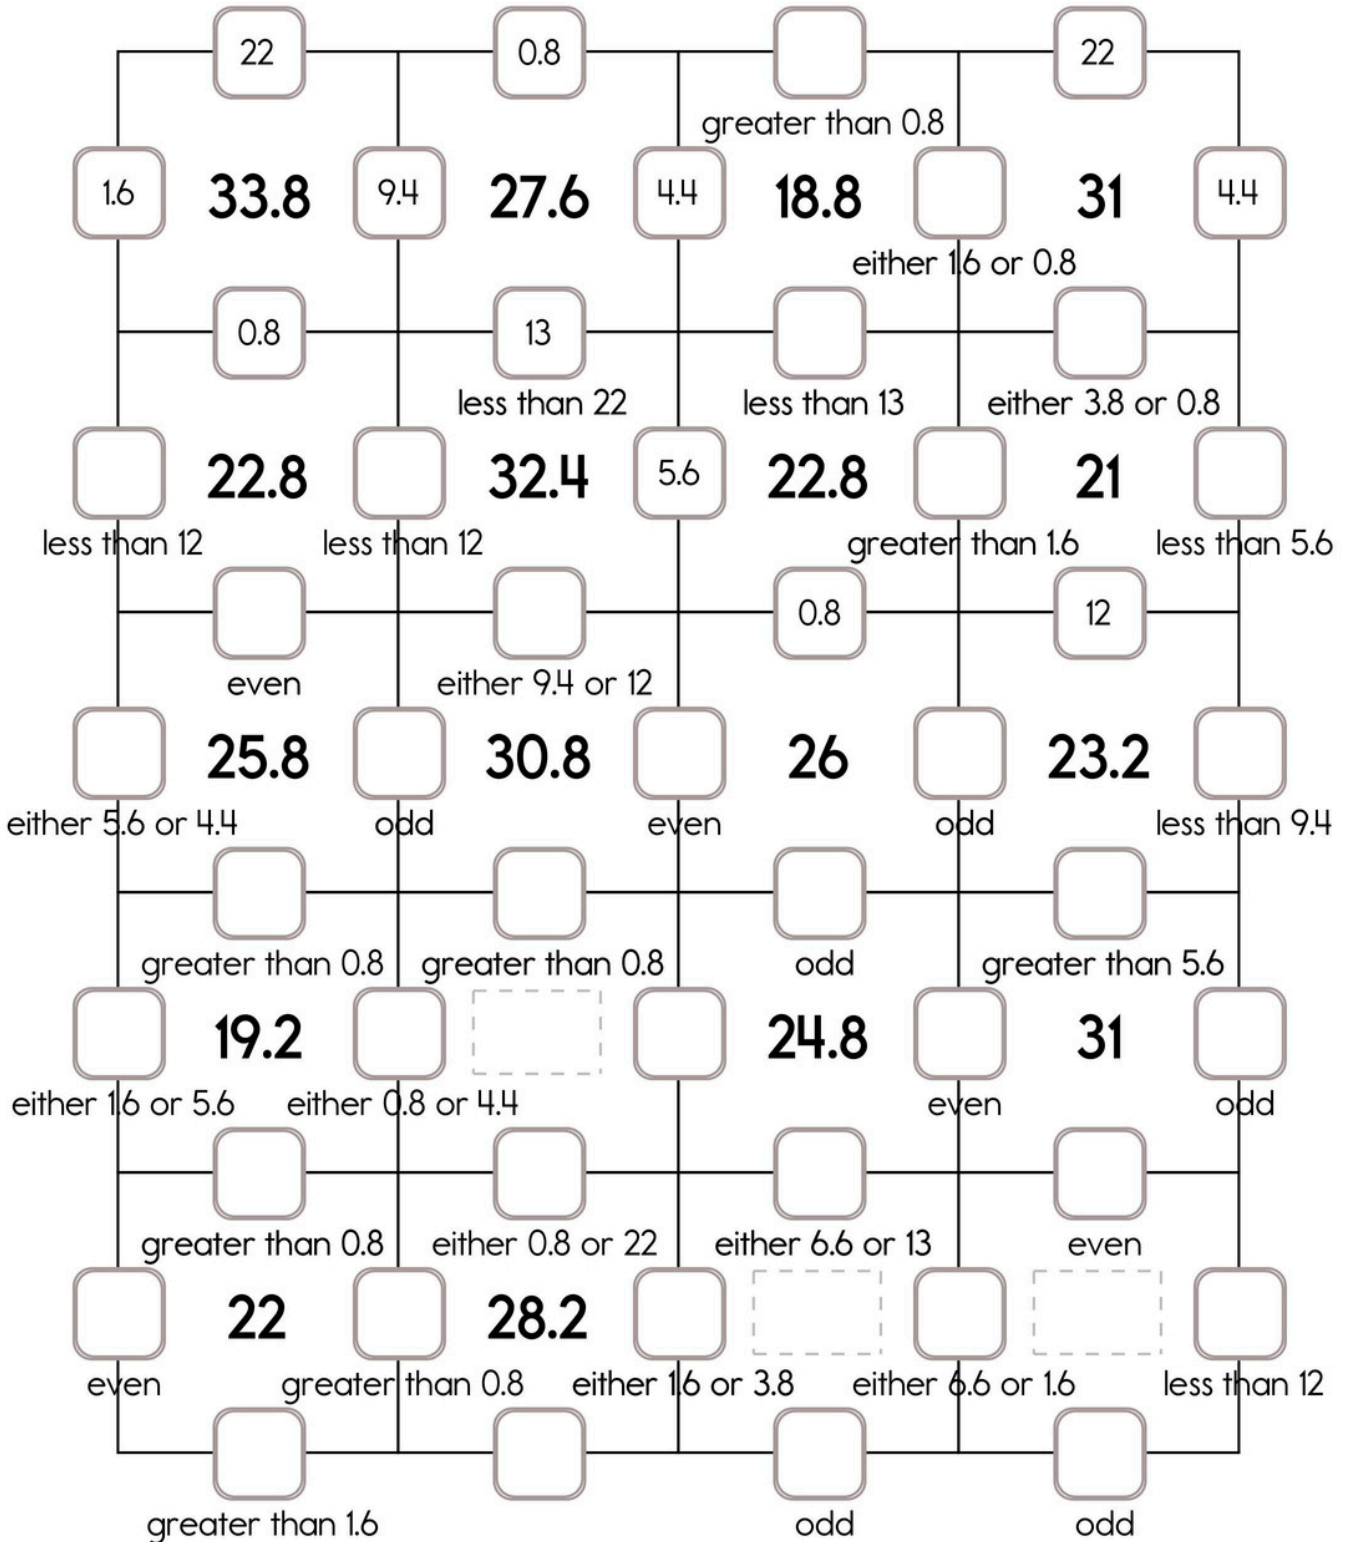 22 0.8 22
greater than 0.8
1.6 33.8 9.4 27.6 4.4 18.8 31 4.4
either 1.6 or 0.8
0.8 13
less than 22 less than 13 either 3.8 or 0.8
22.8 32.4 5.6 22.8 21
less than 12 less than 12 greater than 1.6 less than 5.6
0.8 12
even either 9.4 or 12
25.8 30.8 26 23.2
either 5.6 or 4.4 odd even odd less than 9.4
greater than 0.8 greater than 0.8 odd greater than 5.6
19.2 24.8 31
either 1.6 or 5.6 either 0.8 or 4.4 even odd
greater than 0.8 either 0.8 or 22 either 6.6 or 13 even
22 28.2
even greater than 0.8 either 1.6 or 3.8 either 6.6 or 1.6 less than 12
greater than 1.6 odd odd